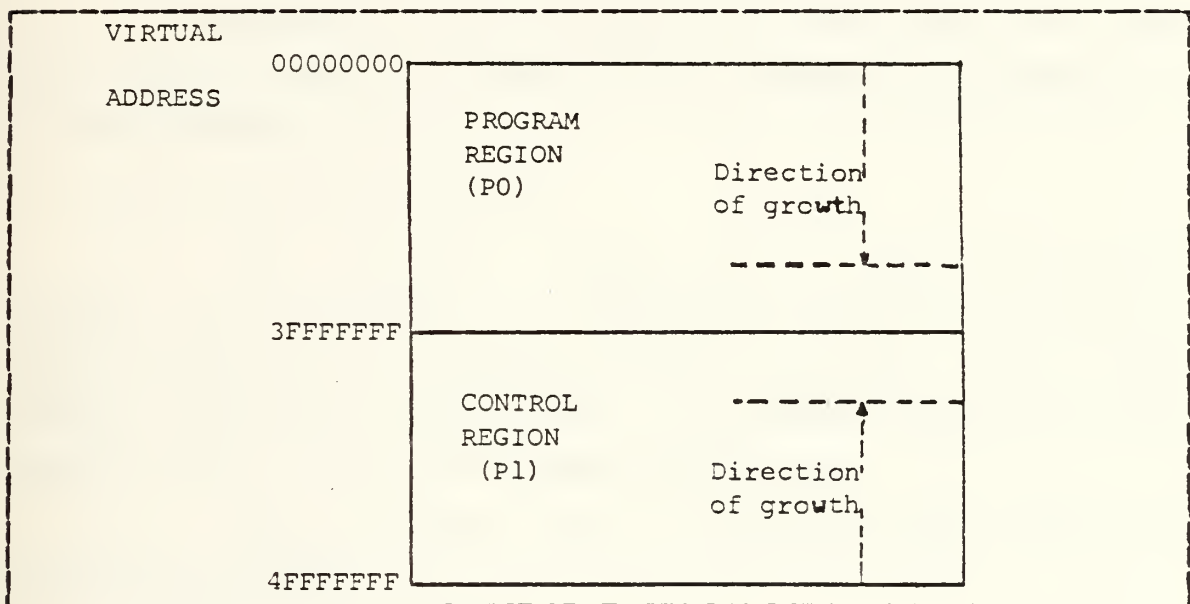 VIRTUAL
00000000
ADDRESS
PROGRAM
REGION
(P0)
Direction
of growth
3FFFFFFF
CONTROL
REGION
(P1)
Direction
of growth
4FFFFFFF